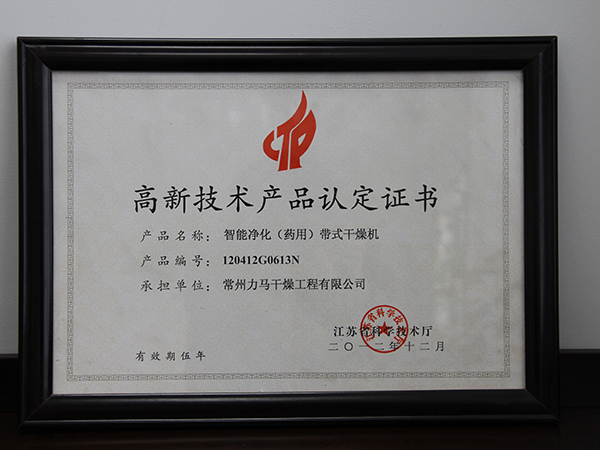 CTP
高新技术产品认定证书
产品名称：智能净化（药用）带式干燥机
产品编号：120412G0613N
承担单位：常州力马干燥工程有限公司
江苏省科学技术厅
二〇一二年十二月
有效期伍年